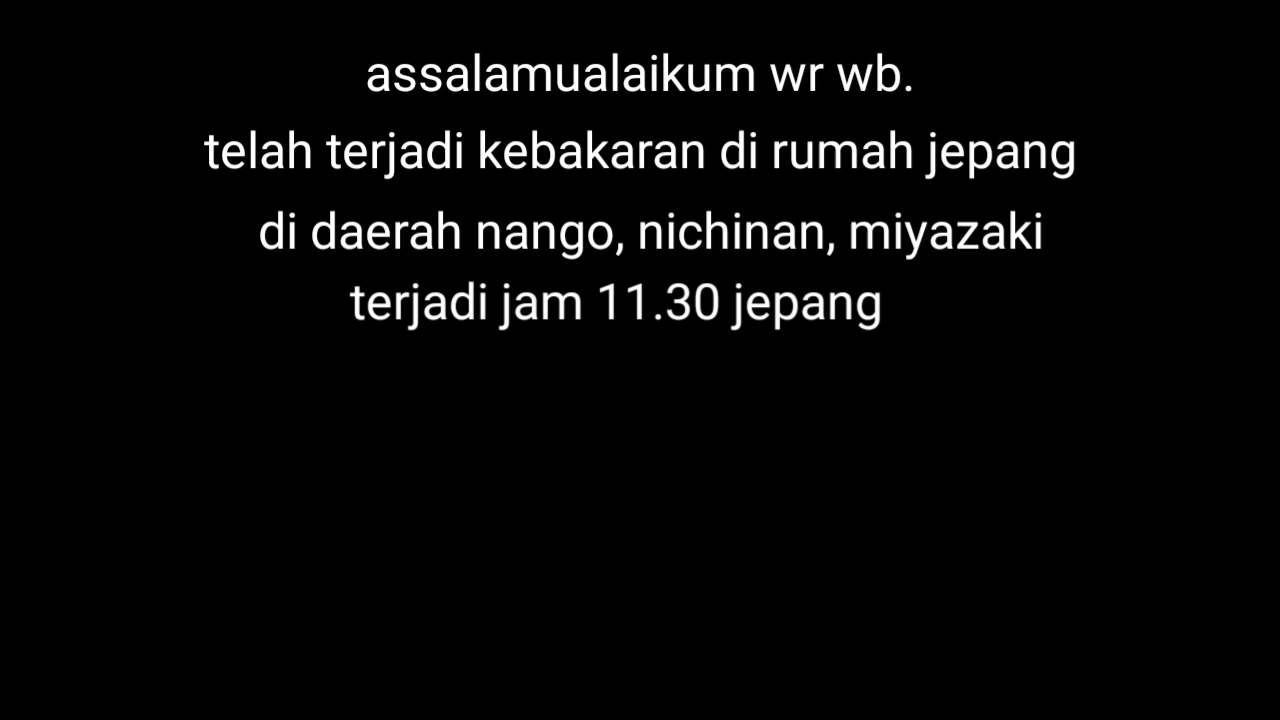 assalamualaikum wr wb.
telah terjadi kebakaran di rumah jepang
di daerah nango, nichinan, miyazaki
terjadi jam 11.30 jepang